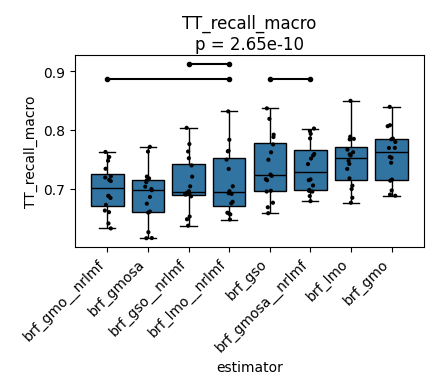 TT_recall_macro
p = 2.65e-10
TT_recall_macro
0.9
0.8
0.7
brf_gmo__nrlmf
brf_gmosa
brf_gso__nrlmf
brf_lmo__nrlmf
brf_gso
brf_gmosa__nrlmf
brf_lmo
brf_gmo
estimator